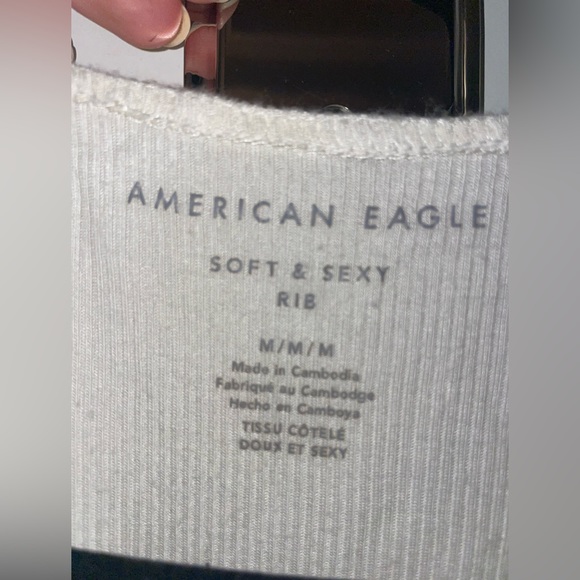 AMERICAN EAGLE
SOFT & SEXY
RIB
M/M/M
Made in Cambodia
Fabriqué au Cambodge
Hecho en Camboya
TISSU CÔTELÉ
DOUX ET SEXY